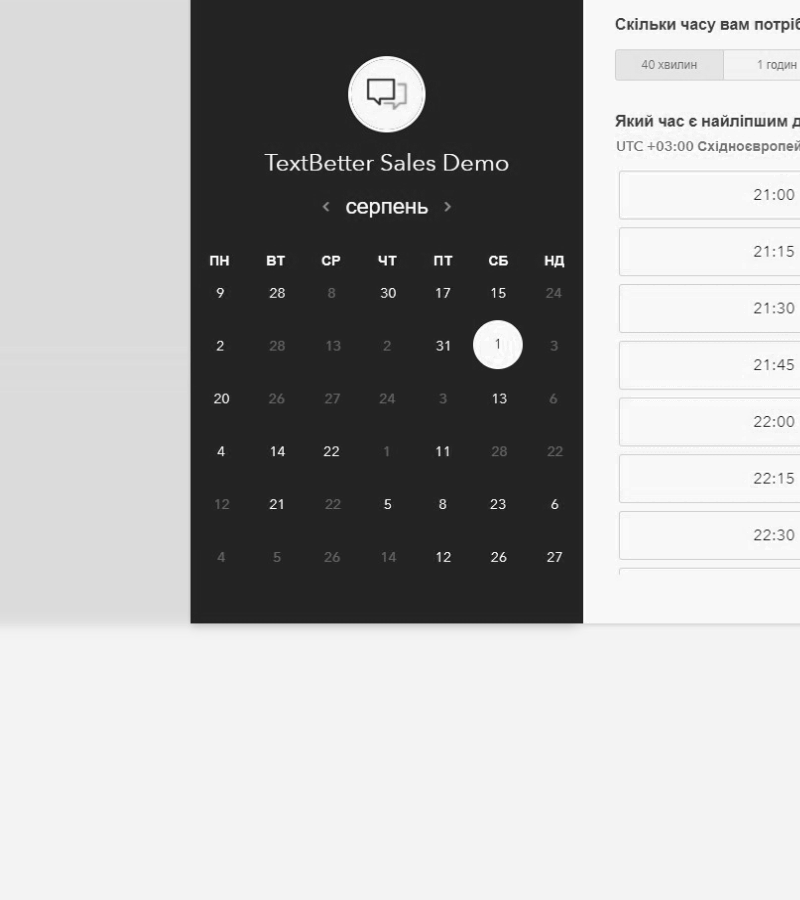 TextBetter Sales Demo
серпень
ПН ВТ СР ЧТ ПТ СБ НД
9 28 8 30 17 15 24
2 28 13 2 31 1 3
20 26 27 24 3 13 6
4 14 22 1 11 28 22
12 21 22 5 8 23 6
4 5 26 14 12 26 27
Скільки часу вам потріб
40 хвилин 1 годин
Який час є найліпшим д
UTC +03:00 Східноєвропей
21:00
21:15
21:30
21:45
22:00
22:15
22:30